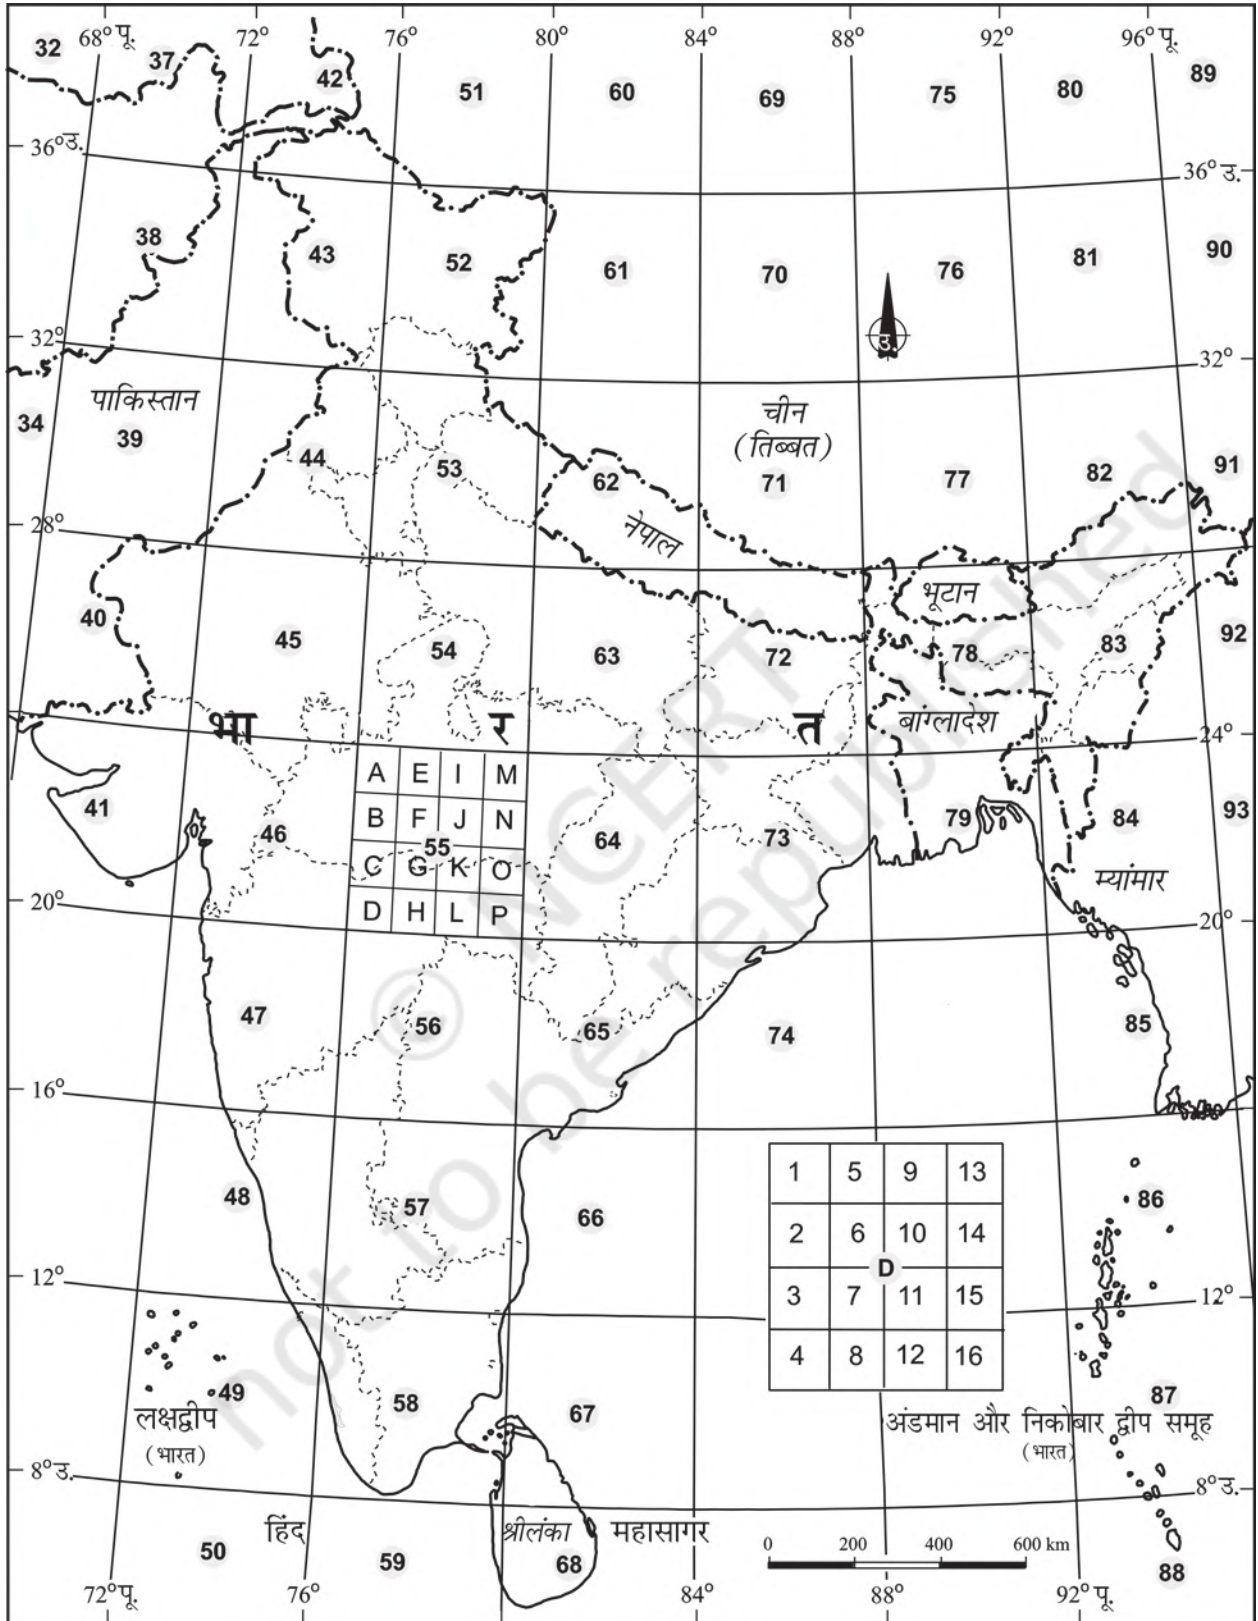 68° पू. 72° 76° 80° 84° 88° 92° 96° पू.
32 37 42 51 60 69 75 80 89
36° उ. 36° उ.
38 43 52 61 70 76 81 90
उ.
32° 32°
पाकिस्तान
चीन
(तिब्बत)
34 39 44 53 62 71 77 82 91
28°
नेपाल
भूटान
40 45 54 63 72 78 83 92
भा र त
बांग्लादेश
24°
A E I M
B F J N
41 46 55 64 73 79 84 93
C G K O
D H L P
म्यांमार
20° 20°
47 56 65 74 85
16°
1 5 9 13
48 57 66 86
2 6 10 14
D
12° 12°
3 7 11 15
4 8 12 16
49 58 67 87
लक्षद्वीप
(भारत)
अंडमान और निकोबार द्वीप समूह
(भारत)
8° उ. 8° उ.
हिंद श्रीलंका महासागर
0 200 400 600 km
50 59 68 88
72° पू. 76° 84° 88° 92° पू.
© NCERT
not to be republished